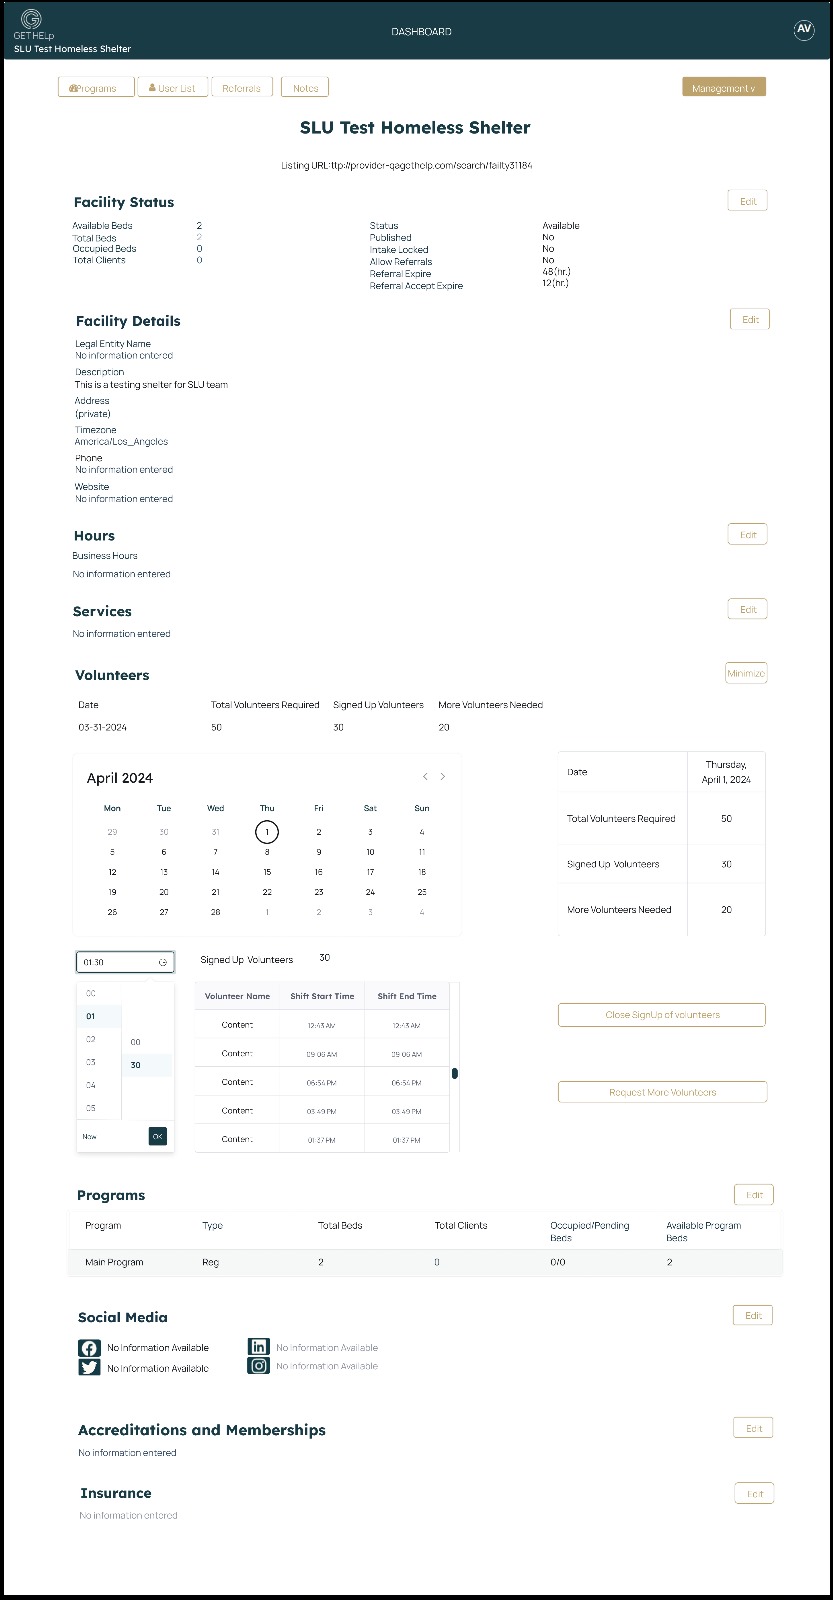 GETHELp
SLU Test Homeless Shelter
DASHBOARD
AV
Programs User List Referrals Notes Management v
SLU Test Homeless Shelter
Listing URL:ttp://provider-qagethelp.com/search/failty31184
Facility Status Edit
Available Beds 2 Status Available
Total Beds 2 Published No
Occupied Beds 0 Intake Locked No
Total Clients 0 Allow Referrals No
Referral Expire 48(hr.)
Referral Accept Expire 12(hr.)
Facility Details Edit
Legal Entity Name
No information entered
Description
This is a testing shelter for SLU team
Address
(private)
Timezone
America/Los_Angeles
Phone
No information entered
Website
No information entered
Hours Edit
Business Hours
No information entered
Services Edit
No information entered
Volunteers Minimize
Date Total Volunteers Required Signed Up Volunteers More Volunteers Needed
03-31-2024 50 30 20
April 2024 < >
Mon Tue Wed Thu Fri Sat Sun
29 30 31 1 2 3 4
5 6 7 8 9 10 11
12 13 14 15 16 17 18
19 20 21 22 23 24 25
26 27 28 1 2 3 4
Date Thursday,
April 1, 2024
Total Volunteers Required 50
Signed Up Volunteers 30
More Volunteers Needed 20
01:30
00
01
02 00
03 30
04
05
Now OK
Signed Up Volunteers 30
Volunteer Name Shift Start Time Shift End Time
Content 12:43 AM 12:43 AM
Content 09:06 AM 09:06 AM
Content 06:54 PM 06:54 PM
Content 03:49 PM 03:49 PM
Content 01:37 PM 01:37 PM
Close SignUp of volunteers
Request More Volunteers
Programs Edit
Program Type Total Beds Total Clients Occupied/Pending Available Program
Beds Beds
Main Program Reg 2 0 0/0 2
Social Media Edit
No Information Available No Information Available
No Information Available No Information Available
Accreditations and Memberships Edit
No information entered
Insurance Edit
No information entered